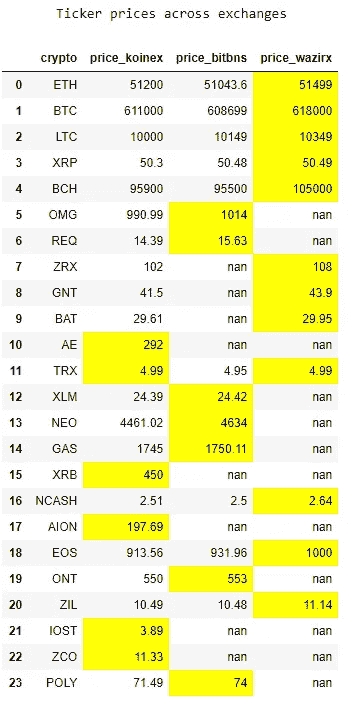 Ticker prices across exchanges
crypto price_koinex price_bitbns price_wazirx
0 ETH 51200 51043.6 51499
1 BTC 611000 608699 618000
2 LTC 10000 10149 10349
3 XRP 50.3 50.48 50.49
4 BCH 95900 95500 105000
5 OMG 990.99 1014 nan
6 REQ 14.39 15.63 nan
7 ZRX 102 nan 108
8 GNT 41.5 nan 43.9
9 BAT 29.61 nan 29.95
10 AE 292 nan nan
11 TRX 4.99 4.95 4.99
12 XLM 24.39 24.42 nan
13 NEO 4461.02 4634 nan
14 GAS 1745 1750.11 nan
15 XRB 450 nan nan
16 NCASH 2.51 2.5 2.64
17 AION 197.69 nan nan
18 EOS 913.56 931.96 1000
19 ONT 550 553 nan
20 ZIL 10.49 10.48 11.14
21 IOST 3.89 nan nan
22 ZCO 11.33 nan nan
23 POLY 71.49 74 nan